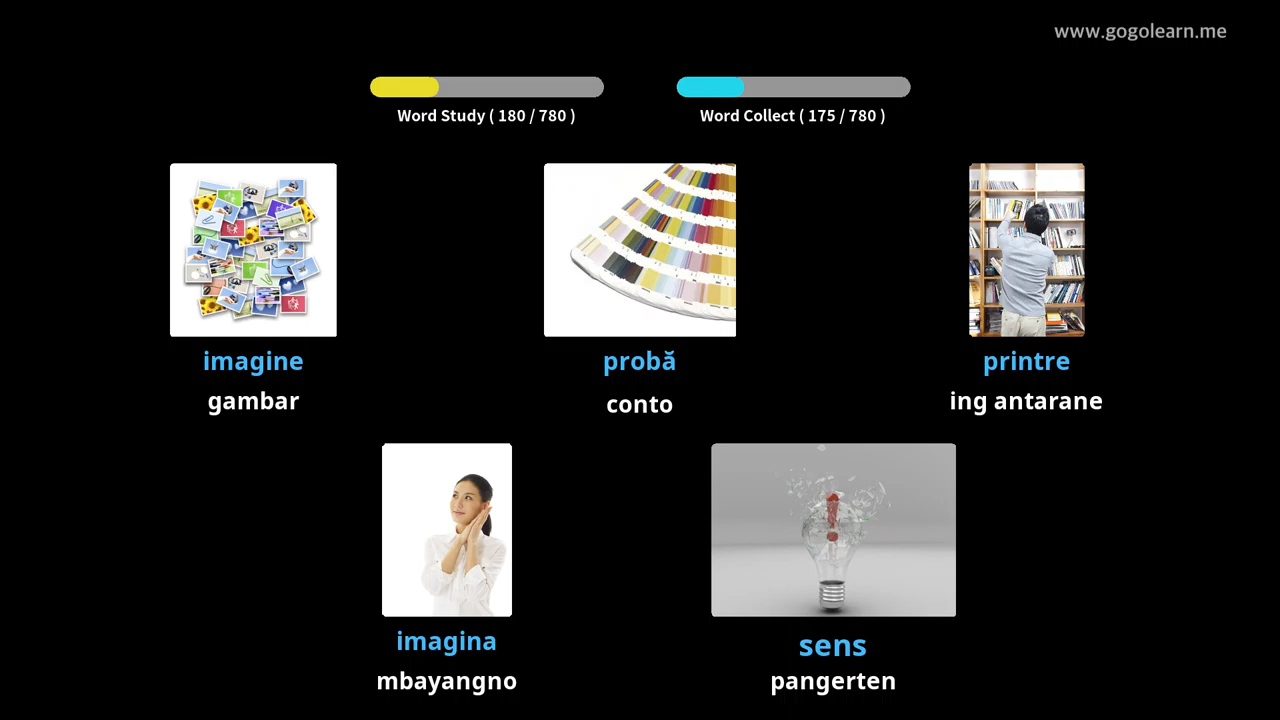 www.gogolearn.me
Word Study ( 180 / 780 )
Word Collect ( 175 / 780 )
imagine
gambar
probă
conto
printre
ing antarane
imagina
mbayangno
sens
pangerten